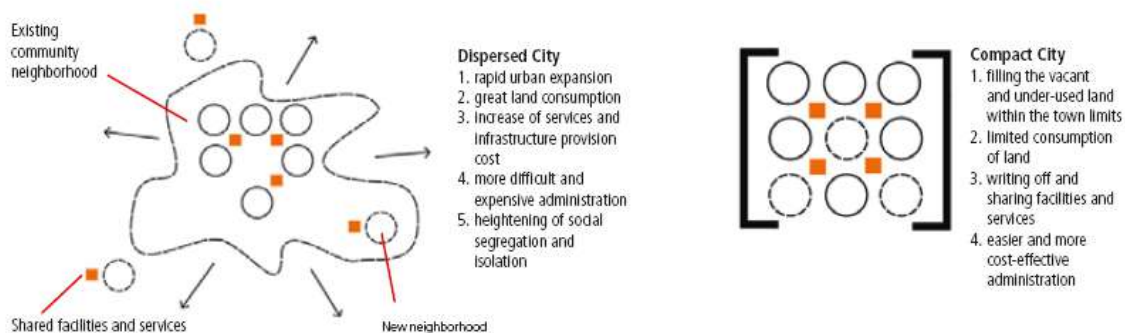 Existing
community
neighborhood
Shared facilities and services
New neighborhood
Dispersed City
1. rapid urban expansion
2. great land consumption
3. increase of services and
infrastructure provision
cost
4. more difficult and
expensive administration
5. heightening of social
segregation and
isolation
Compact City
1. filling the vacant
and under-used land
within the town limits
2. limited consumption
of land
3. writing off and
sharing facilities and
services
4. easier and more
cost-effective
administration